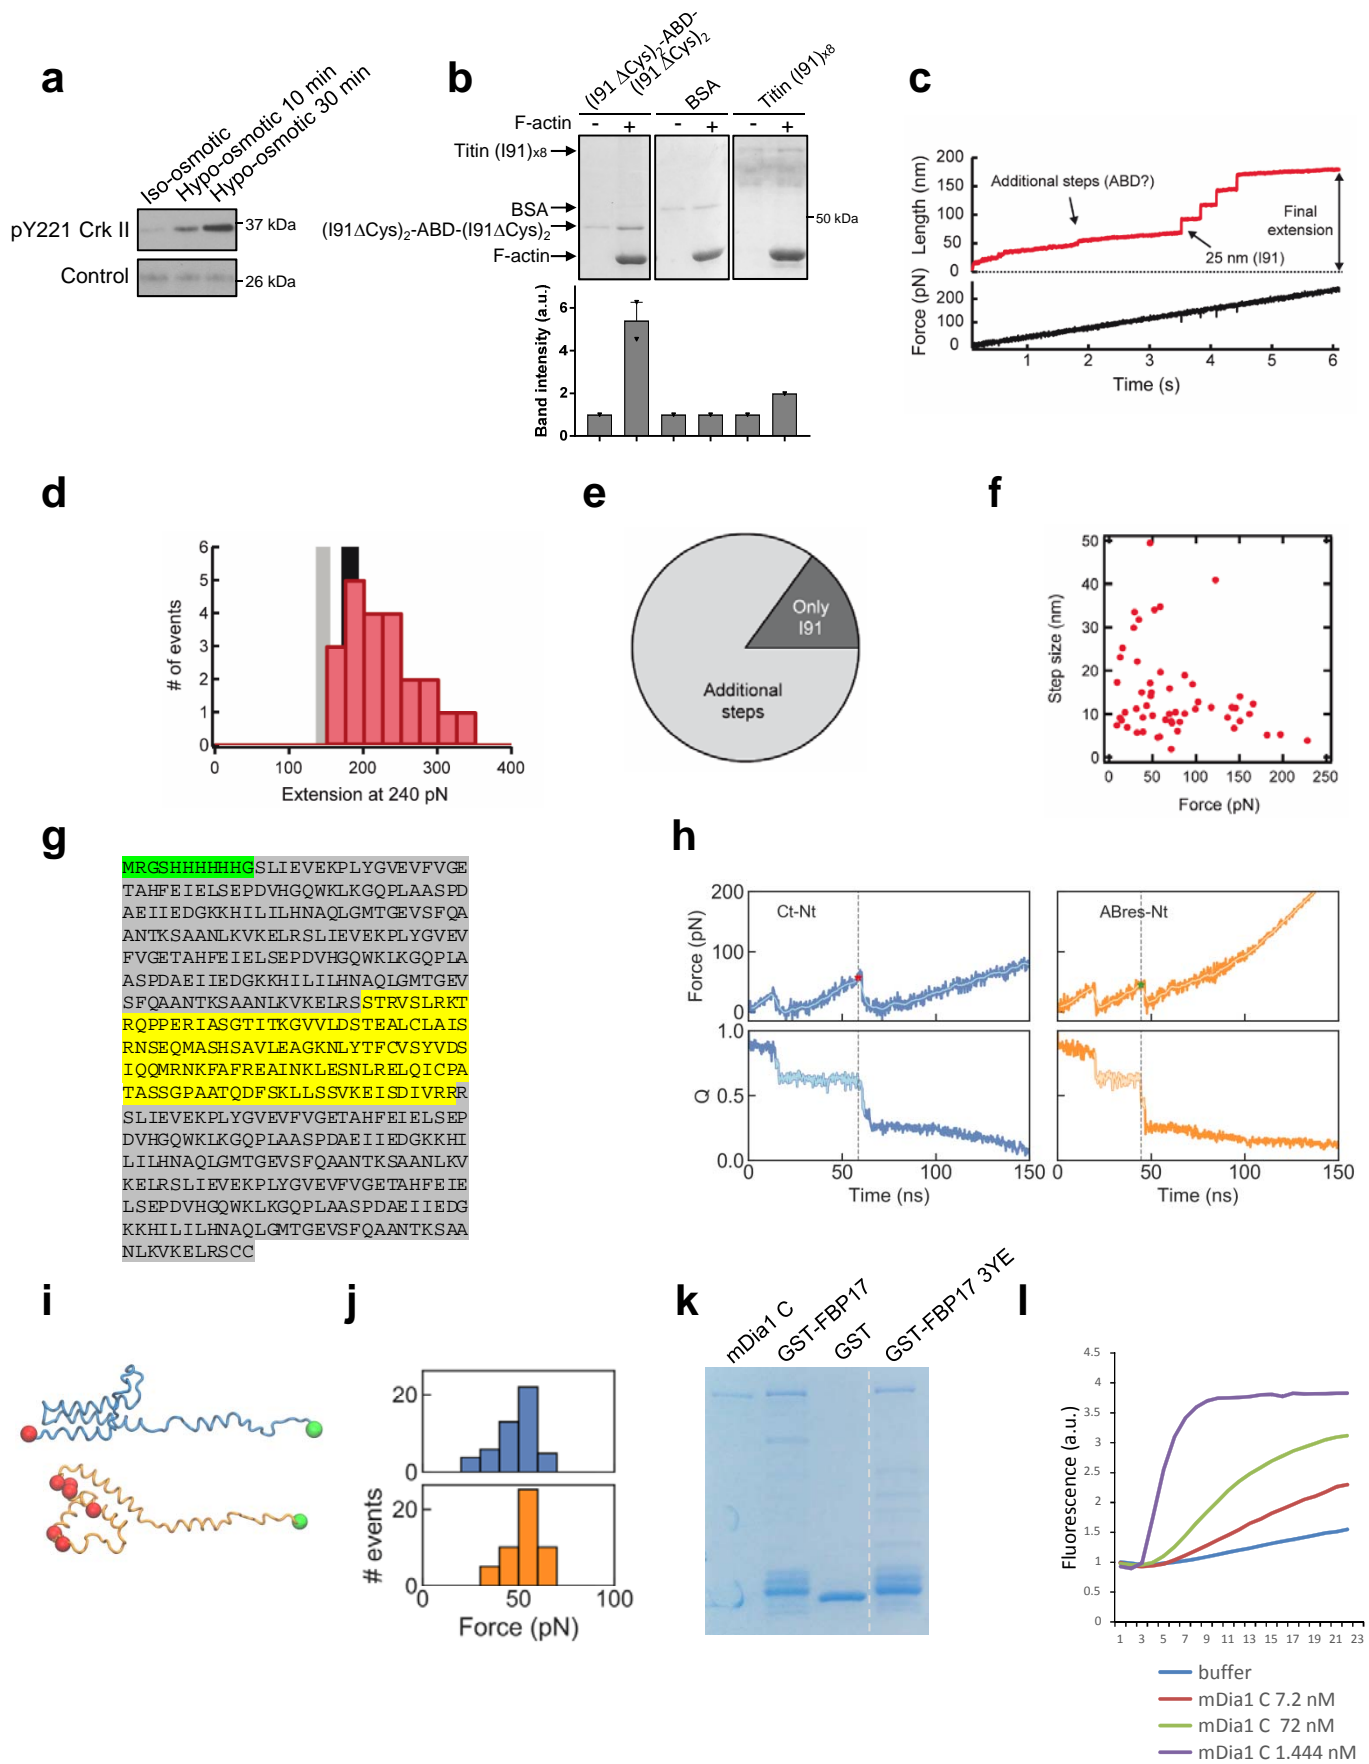 a
Iso-osmotic
Hypo-osmotic 10 min
Hypo-osmotic 30 min
pY221 Crk II
37 kDa
Control
26 kDa
b
(I91 ΔCys)2-ABD-
(I91 ΔCys)2
BSA
Titin (I91)x8
F-actin
- + - + - +
Titin (I91)x8
BSA
50 kDa
(I91ΔCys)2-ABD-(I91ΔCys)2
F-actin
Band intensity (a.u.)
6
4
2
0
c
Length (nm)
200
150
100
50
0
Additional steps (ABD?)
25 nm (I91)
Final
extension
Force (pN)
200
100
0
1 2 3 4 5 6
Time (s)
d
# of events
6
5
4
3
2
1
0
0 100 200 300 400
Extension at 240 pN
e
Only
I91
Additional
steps
f
Step size (nm)
50
40
30
20
10
0
0 50 100 150 200 250
Force (pN)
g
MRGSHHHHHHGSLIEVEKPLYGVEVFVGE
TAHFEIELSEPDVHGQWKLKGQPLAASPD
AEIIEDGKKHILILHNAQLGMTGEVSFQA
ANTKSAANLKVKELRSLIEVEKPLYGVEV
FVGETAHFEIELSEPDVHGQWKLKGQPLA
ASPDAEIIEDGKKHILILHNAQLGMTGEV
SFQAANTKSAANLKVKELRSSTRVSLRKT
RQPPERIASGTITKGVVLDSTEALCLAIS
RNSEQMASHSAVLEAGKNLYTFCVSYVDS
IQQMRNKFAFREAINKLESNLRELQICPA
TASSGPAATQDFSKLLSSVKEISDIVRRR
SLIEVEKPLYGVEVFVGETAHFEIELSEP
DVHGQWKLKGQPLAASPDAEIIEDGKKHI
LILHNAQLGMTGEVSFQAANTKSAANLKV
KELRSLIEVEKPLYGVEVFVGETAHFEIE
LSEPDVHGQWKLKGQPLAASPDAEIIEDG
KKHILILHNAQLGMTGEVSFQAANTKSAA
NLKVKELRSCC
h
Force (pN)
200
100
0
Ct-Nt
ABres-Nt
Q
1.0
0.5
0.0
0 50 100 150
Time (ns)
0 50 100 150
Time (ns)
i
j
# events
20
0
20
0
0 50 100
Force (pN)
k
mDia1 C
GST-FBP17
GST
GST-FBP17 3YE
l
Fluorescence (a.u.)
4.5
4
3.5
3
2.5
2
1.5
1
0.5
0
1 3 5 7 9 11 13 15 17 19 21 23
buffer
mDia1 C 7.2 nM
mDia1 C 72 nM
mDia1 C 1.444 nM